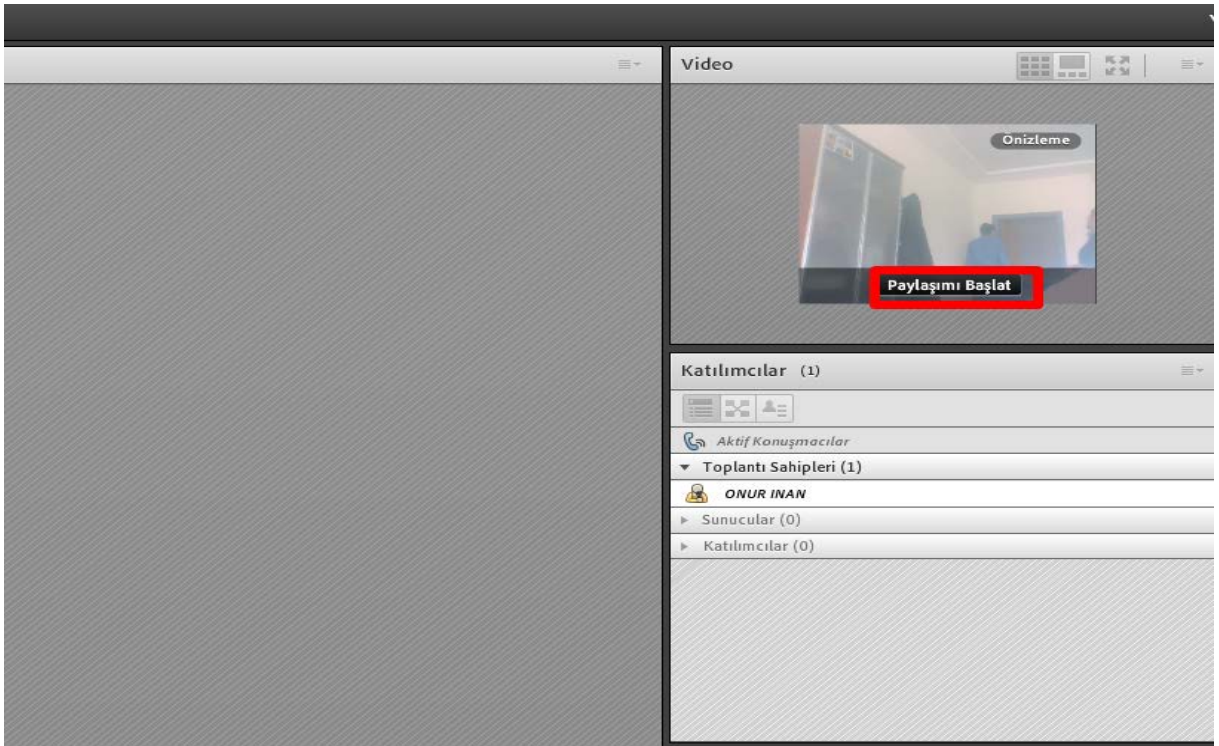 Video
Önizleme
Paylaşımı Başlat
Katılımcılar (1)
Aktif Konuşmacılar
Toplantı Sahipleri (1)
ONUR INAN
Sunucular (0)
Katılımcılar (0)